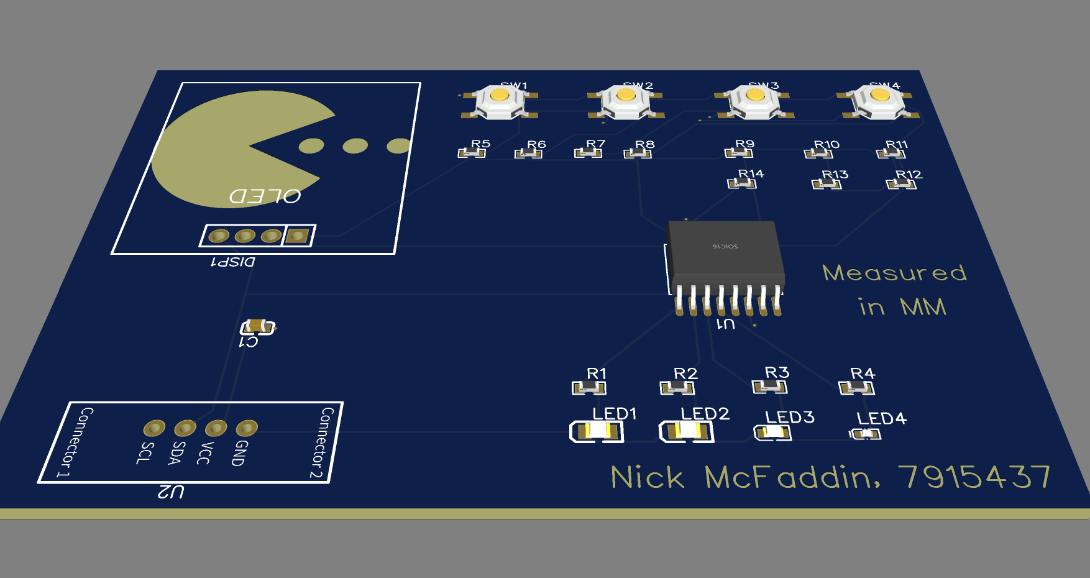 SW1 SW2 SW3 SW4
R5 R6 R7 R8 R9 R10 R11
R14 R13 R12
OLED
DISP1
SOIC16
Measured
in MM
U1
C1
R1 R2 R3 R4
LED1 LED2 LED3 LED4
Connector 1
SCL
SDA
VCC
GND
Connector 2
U2
Nick McFaddin, 7915437